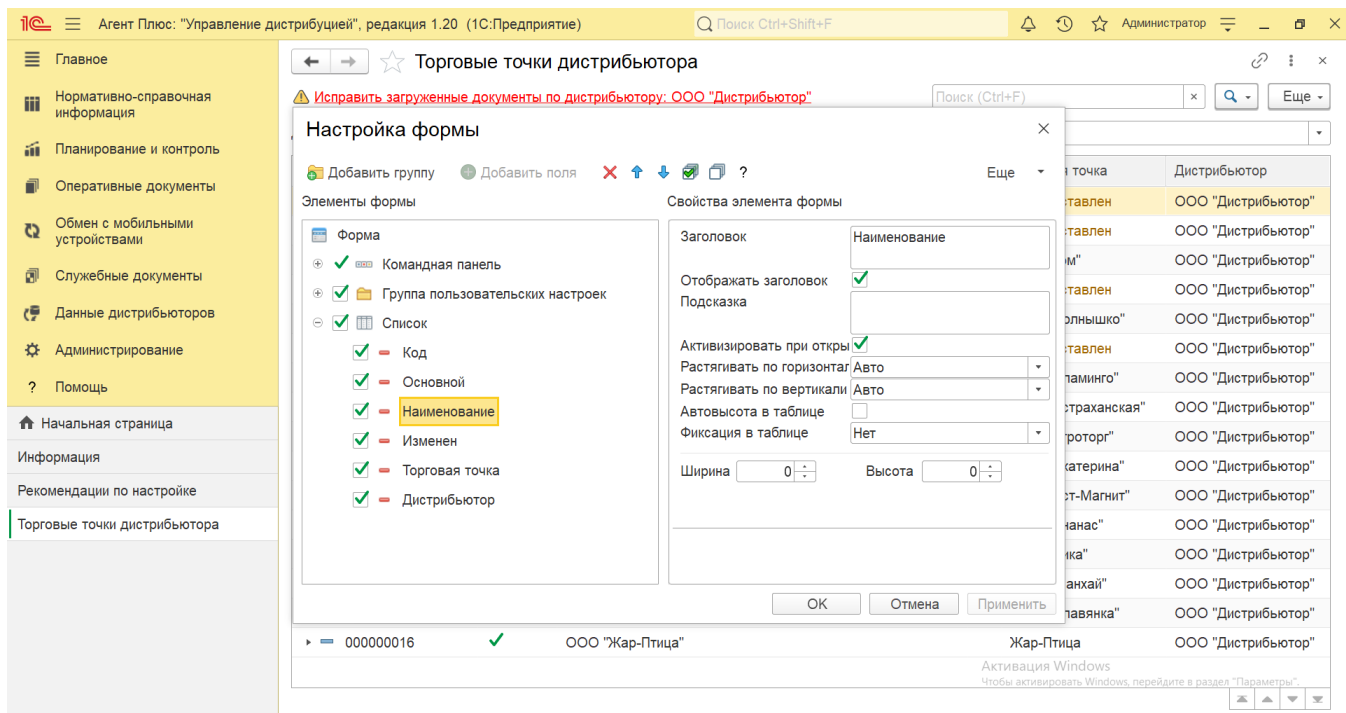 1С Агент Плюс: "Управление дистрибуцией", редакция 1.20 (1С:Предприятие) Поиск Ctrl+Shift+F Администратор
Главное
Нормативно-справочная
информация
Планирование и контроль
Оперативные документы
Обмен с мобильными
устройствами
Служебные документы
Данные дистрибьюторов
Администрирование
? Помощь
Начальная страница
Информация
Рекомендации по настройке
Торговые точки дистрибьютора
Торговые точки дистрибьютора
Исправить загруженные документы по дистрибьютору: ООО "Дистрибьютор"
Поиск (Ctrl+F) Еще
Настройка формы
Добавить группу Добавить поля ? Еще
Элементы формы
Форма
Командная панель
Группа пользовательских настроек
Список
Код
Основной
Наименование
Изменен
Торговая точка
Дистрибьютор
Свойства элемента формы
Заголовок Наименование
Отображать заголовок
Подсказка
Активизировать при откры
Растягивать по горизонтал Авто
Растягивать по вертикали Авто
Автовысота в таблице
Фиксация в таблице Нет
Ширина 0 Высота 0
OK Отмена Применить
точка Дистрибьютор
ставлен ООО "Дистрибьютор"
ставлен ООО "Дистрибьютор"
ом" ООО "Дистрибьютор"
ставлен ООО "Дистрибьютор"
олнышко" ООО "Дистрибьютор"
ставлен ООО "Дистрибьютор"
ламинго" ООО "Дистрибьютор"
страханская" ООО "Дистрибьютор"
роторг" ООО "Дистрибьютор"
катерина" ООО "Дистрибьютор"
ст-Магнит" ООО "Дистрибьютор"
нанас" ООО "Дистрибьютор"
ика" ООО "Дистрибьютор"
анхай" ООО "Дистрибьютор"
лавянка" ООО "Дистрибьютор"
000000016 ООО "Жар-Птица" Жар-Птица ООО "Дистрибьютор"
Активация Windows
Чтобы активировать Windows, перейдите в раздел "Параметры".